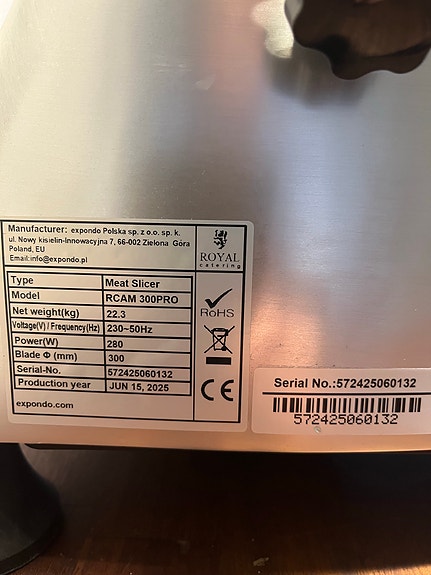 Manufacturer: expondo Polska sp. z o.o. sp. k.
ul. Nowy kisielin-Innowacyjna 7, 66-002 Zielona Góra
Poland, EU
Email:info@expondo.pl
ROYAL
catering
Type Meat Slicer
Model RCAM 300PRO
Net weight(kg) 22.3
Voltage(V) / Frequency(Hz) 230~50Hz
Power(W) 280
Blade Φ (mm) 300
Serial-No. 572425060132
Production year JUN 15, 2025
expondo.com
RoHS
CE
Serial No.:572425060132
572425060132